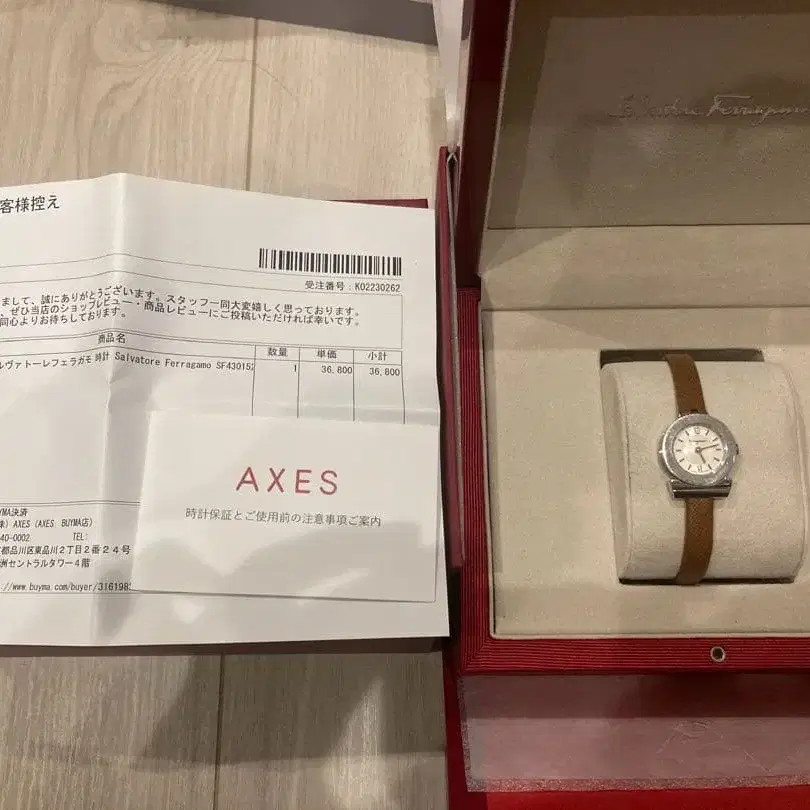 客様控え
受注番号:K02230262
まして、誠にありがとうございます。スタッフ一同大変嬉しく思っております。
、ぜひ当店のショップレビュー・商品レビューにご投稿いただければ幸いです。
同心よりお待ちしております。
商品名 数量 単価 小計
ルヴァトーレフェラガモ 時計 Salvatore Ferragamo SF430152 1 36,800 36,800
AXES
時計保証とご使用前の注意事項ご案内
YMA決済
株) AXES (AXES BUYMA店)
40-0002 TEL:
都品川区東品川2丁目2番24号
洲セントラルタワー4階
://www.buyma.com/buyer/316198
Salvatore Ferragamo